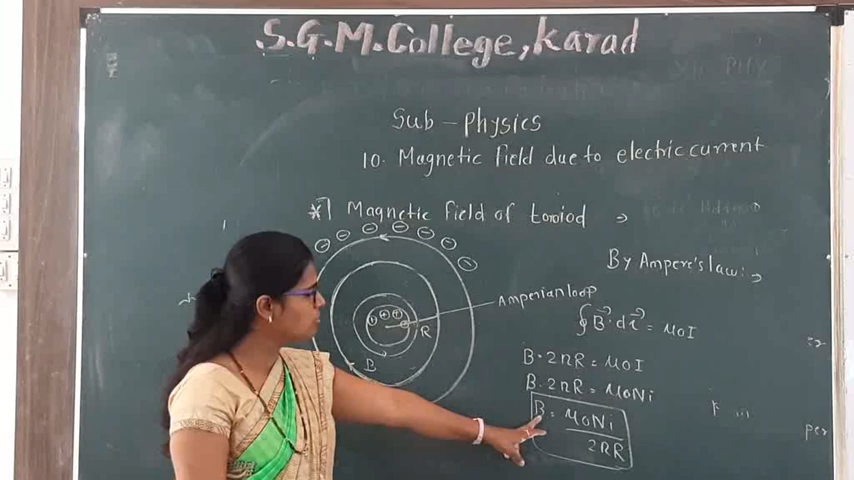 S.G.M. College, Karad
Sub - Physics
10. Magnetic field due to electric current
*] Magnetic field of toroiod :>
By Ampere's law :>
Amperian loop
∮B⃗·dl⃗ = μ0I
R
B·2πR = μ0I
B
B·2πR = μ0Ni
B = μ0Ni
2πR
per